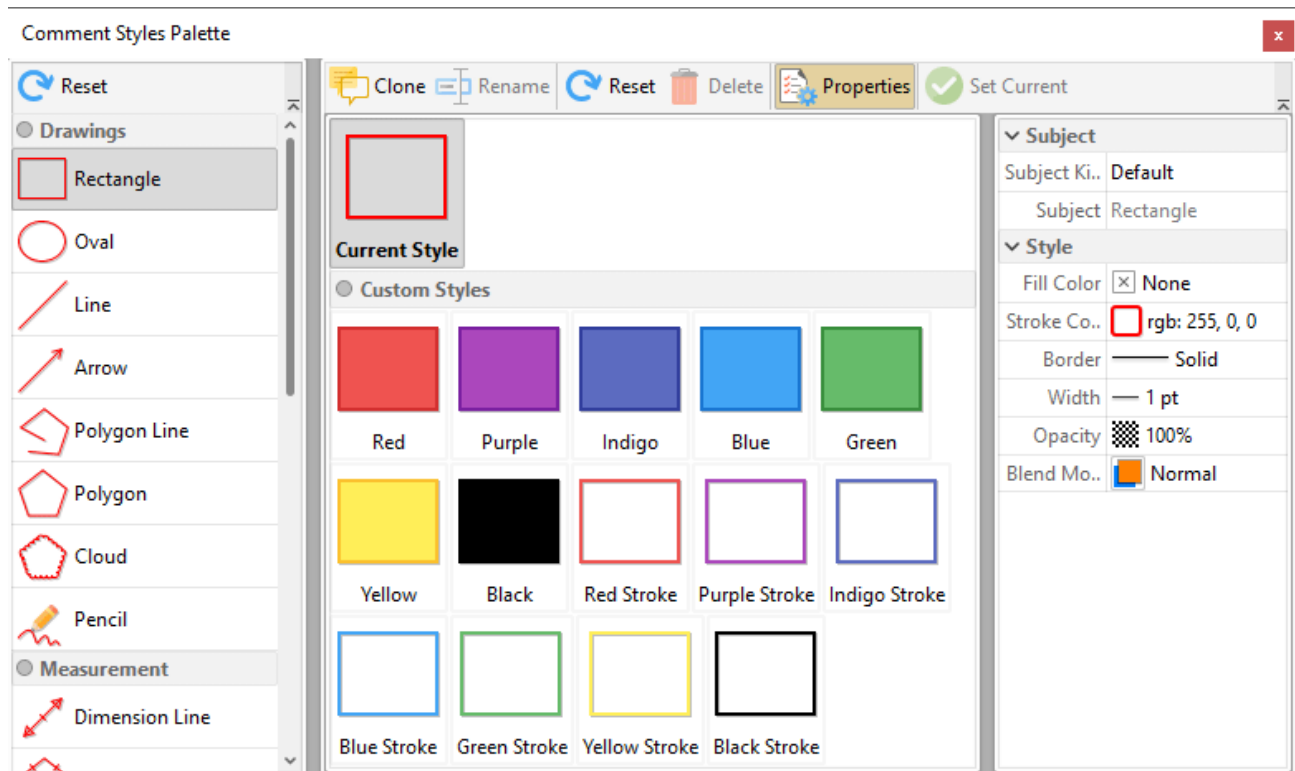 Comment Styles Palette
x
Reset
Clone Rename Reset Delete Properties Set Current
Drawings
Rectangle
Oval
Line
Arrow
Polygon Line
Polygon
Cloud
Pencil
Measurement
Dimension Line
Current Style
Custom Styles
Red Purple Indigo Blue Green
Yellow Black Red Stroke Purple Stroke Indigo Stroke
Blue Stroke Green Stroke Yellow Stroke Black Stroke
Subject
Subject Ki.. Default
Subject Rectangle
Style
Fill Color None
Stroke Co.. rgb: 255, 0, 0
Border Solid
Width 1 pt
Opacity 100%
Blend Mo.. Normal